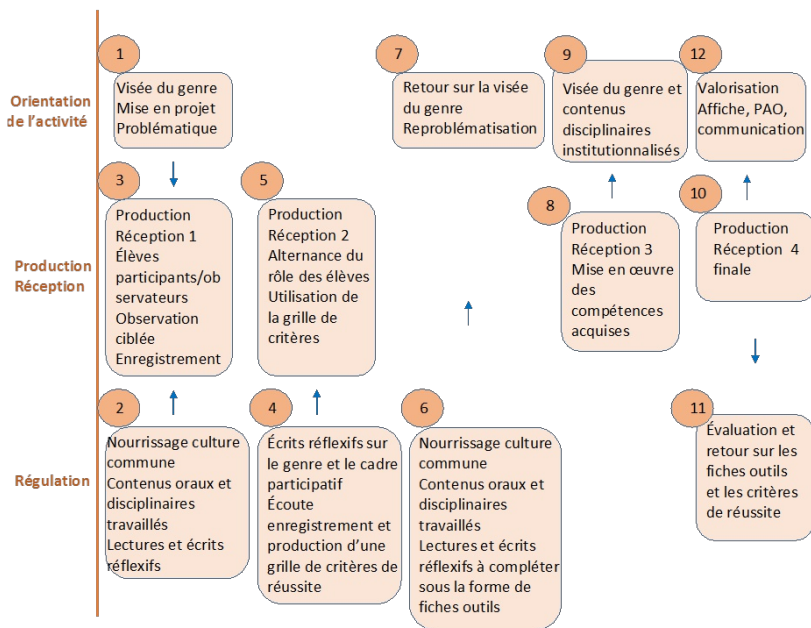 Orientation
de l'activité
1
Visée du genre
Mise en projet
Problématique
7
Retour sur la visée
du genre
Reproblématisation
9
Visée du genre et
contenus
disciplinaires
institutionnalisés
12
Valorisation
Affiche, PAO,
communication
Production
Réception
3
Production
Réception 1
Élèves
participants/ob
servateurs
Observation
ciblée
Enregistrement
5
Production
Réception 2
Alternance du
rôle des élèves
Utilisation de
la grille de
critères
8
Production
Réception 3
Mise en œuvre
des
compétences
acquises
10
Production
Réception 4
finale
Régulation
2
Nourrissage culture
commune
Contenus oraux et
disciplinaires
travaillés
Lectures et écrits
réflexifs
4
Écrits réflexifs sur
le genre et le cadre
participatif
Écoute
enregistrement et
production d'une
grille de critères de
réussite
6
Nourrissage culture
commune
Contenus oraux et
disciplinaires
travaillés
Lectures et écrits
réflexifs à compléter
sous la forme de
fiches outils
11
Évaluation et
retour sur les
fiches outils
et les critères
de réussite